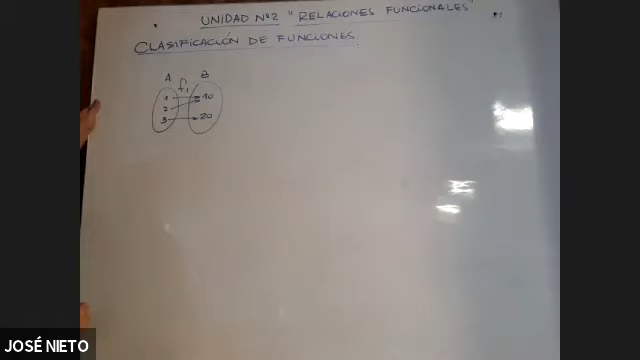 UNIDAD Nº2 "RELACIONES FUNCIONALES"
CLASIFICACIÓN DE FUNCIONES.
A f1 B
1 10
2
3 20
JOSÉ NIETO